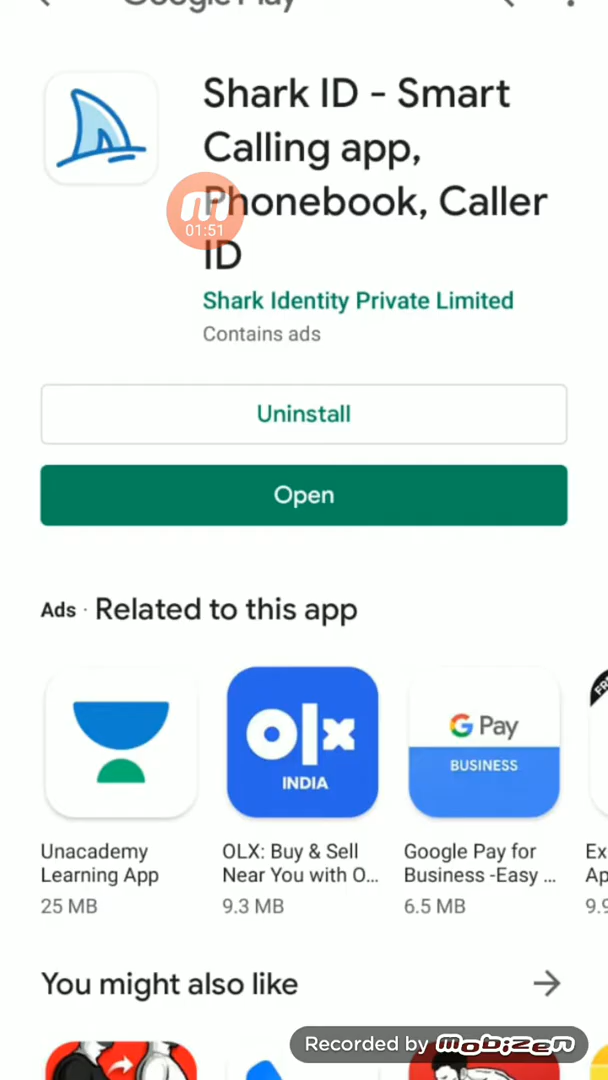 Google Play
Shark ID - Smart
Calling app,
Phonebook, Caller
ID
01:51
Shark Identity Private Limited
Contains ads
Uninstall
Open
Ads · Related to this app
olx
INDIA
G Pay
BUSINESS
Unacademy
Learning App
25 MB
OLX: Buy & Sell
Near You with O...
9.3 MB
Google Pay for
Business -Easy ...
6.5 MB
Ex
Ap
9.9
You might also like
Recorded by mobizen